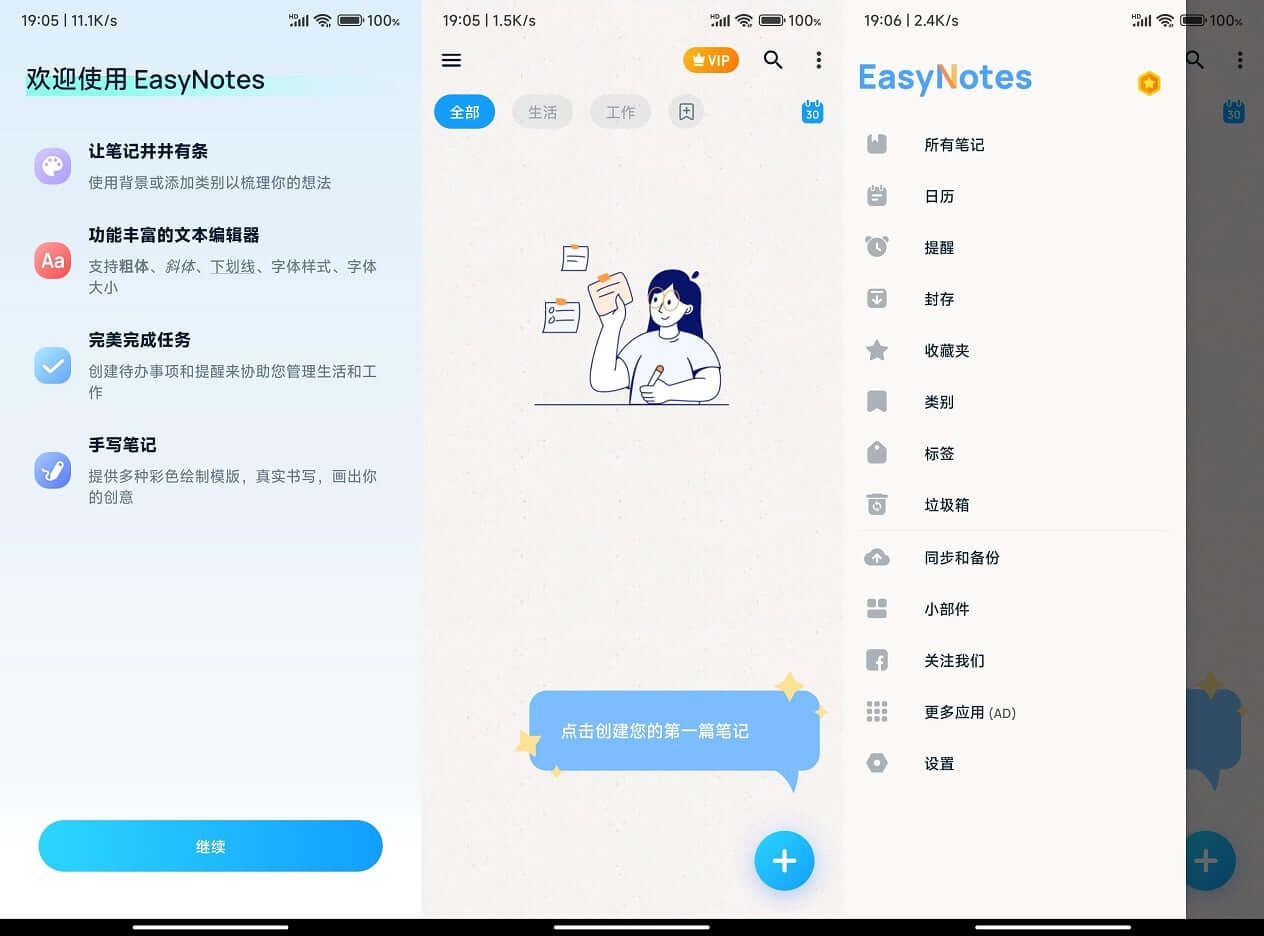 19:05 | 11.1K/s
HD
100%
欢迎使用 EasyNotes
让笔记井井有条
使用背景或添加类别以梳理你的想法
Aa
功能丰富的文本编辑器
支持粗体、斜体、下划线、字体样式、字体
大小
完美完成任务
创建待办事项和提醒来协助您管理生活和工
作
手写笔记
提供多种彩色绘制模版，真实书写，画出你
的创意
继续
19:05 | 1.5K/s
HD
100%
VIP
全部
生活
工作
30
点击创建您的第一篇笔记
19:06 | 2.4K/s
HD
100%
EasyNotes
30
所有笔记
日历
提醒
封存
收藏夹
类别
标签
垃圾箱
同步和备份
小部件
关注我们
更多应用 (AD)
设置